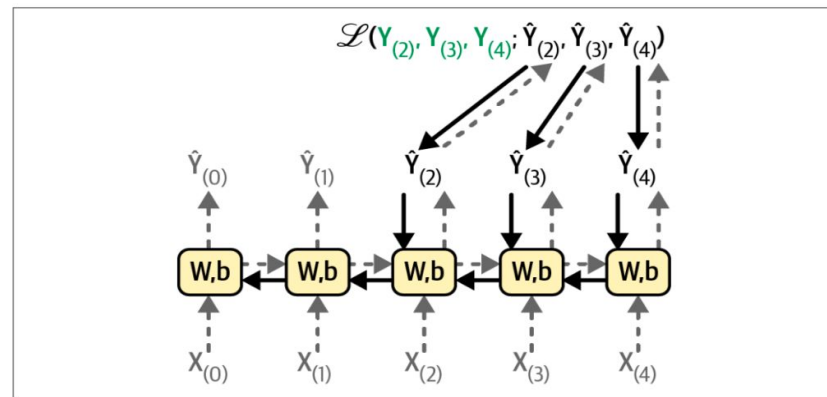 ℒ(Y(2), Y(3), Y(4); Ŷ(2), Ŷ(3), Ŷ(4))
Ŷ(0) Ŷ(1) Ŷ(2) Ŷ(3) Ŷ(4)
W,b W,b W,b W,b W,b
X(0) X(1) X(2) X(3) X(4)